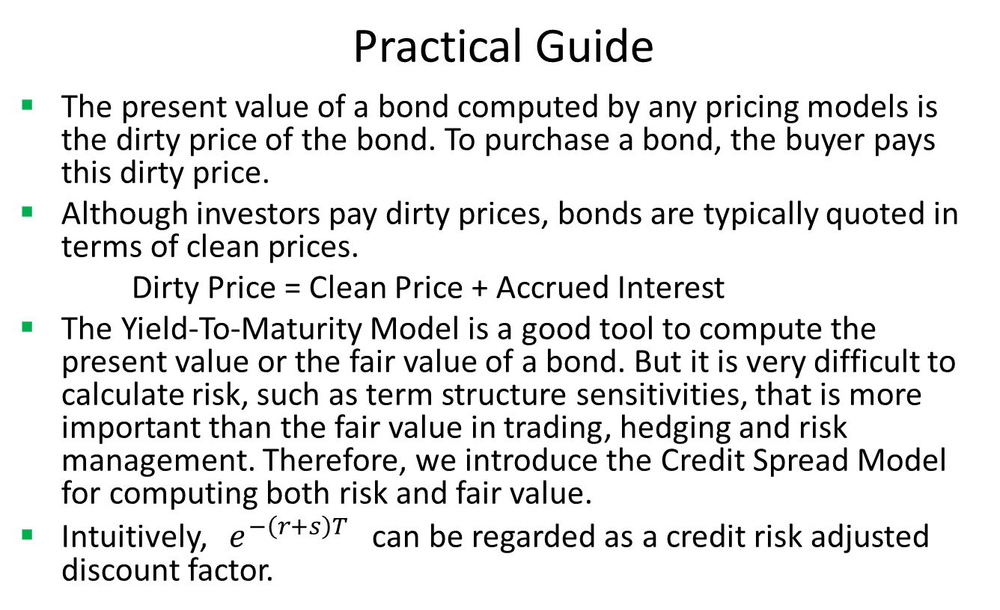 Practical Guide
▪ The present value of a bond computed by any pricing models is
the dirty price of the bond. To purchase a bond, the buyer pays
this dirty price.
▪ Although investors pay dirty prices, bonds are typically quoted in
terms of clean prices.
Dirty Price = Clean Price + Accrued Interest
▪ The Yield-To-Maturity Model is a good tool to compute the
present value or the fair value of a bond. But it is very difficult to
calculate risk, such as term structure sensitivities, that is more
important than the fair value in trading, hedging and risk
management. Therefore, we introduce the Credit Spread Model
for computing both risk and fair value.
▪ Intuitively, e^{-(r+s)T} can be regarded as a credit risk adjusted
discount factor.